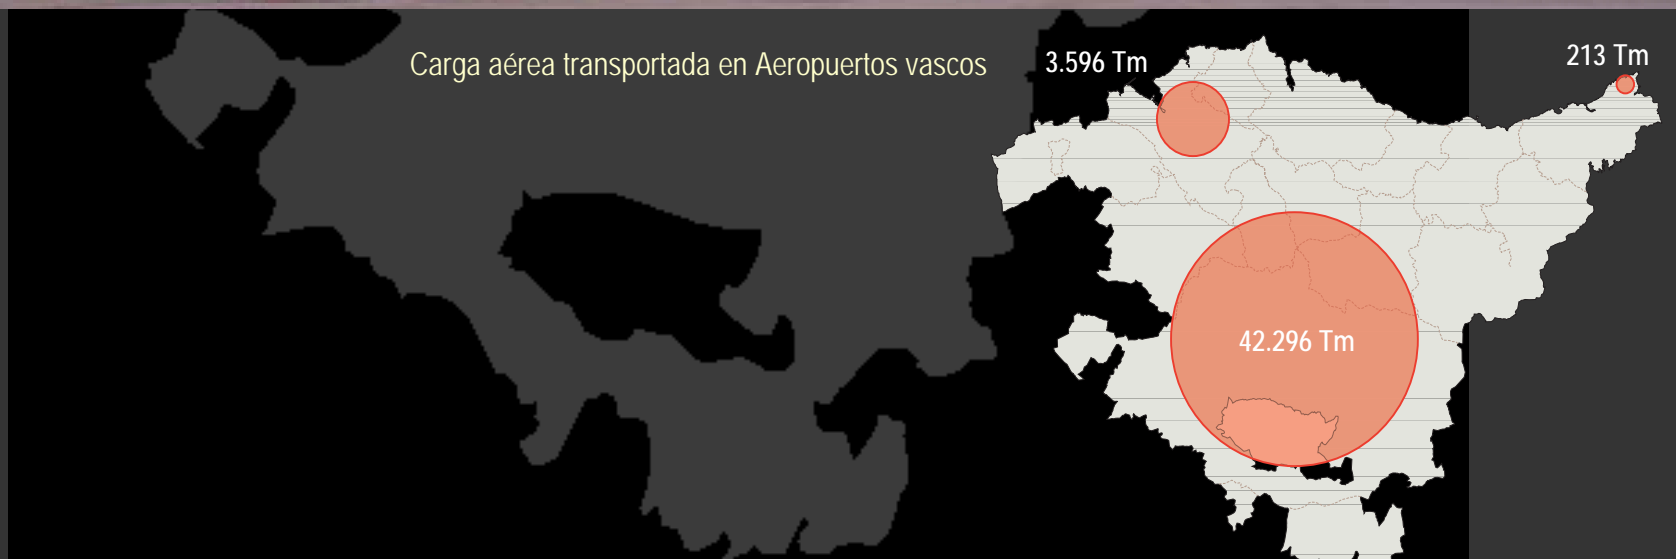 Carga aérea transportada en Aeropuertos vascos
3.596 Tm
213 Tm
42.296 Tm